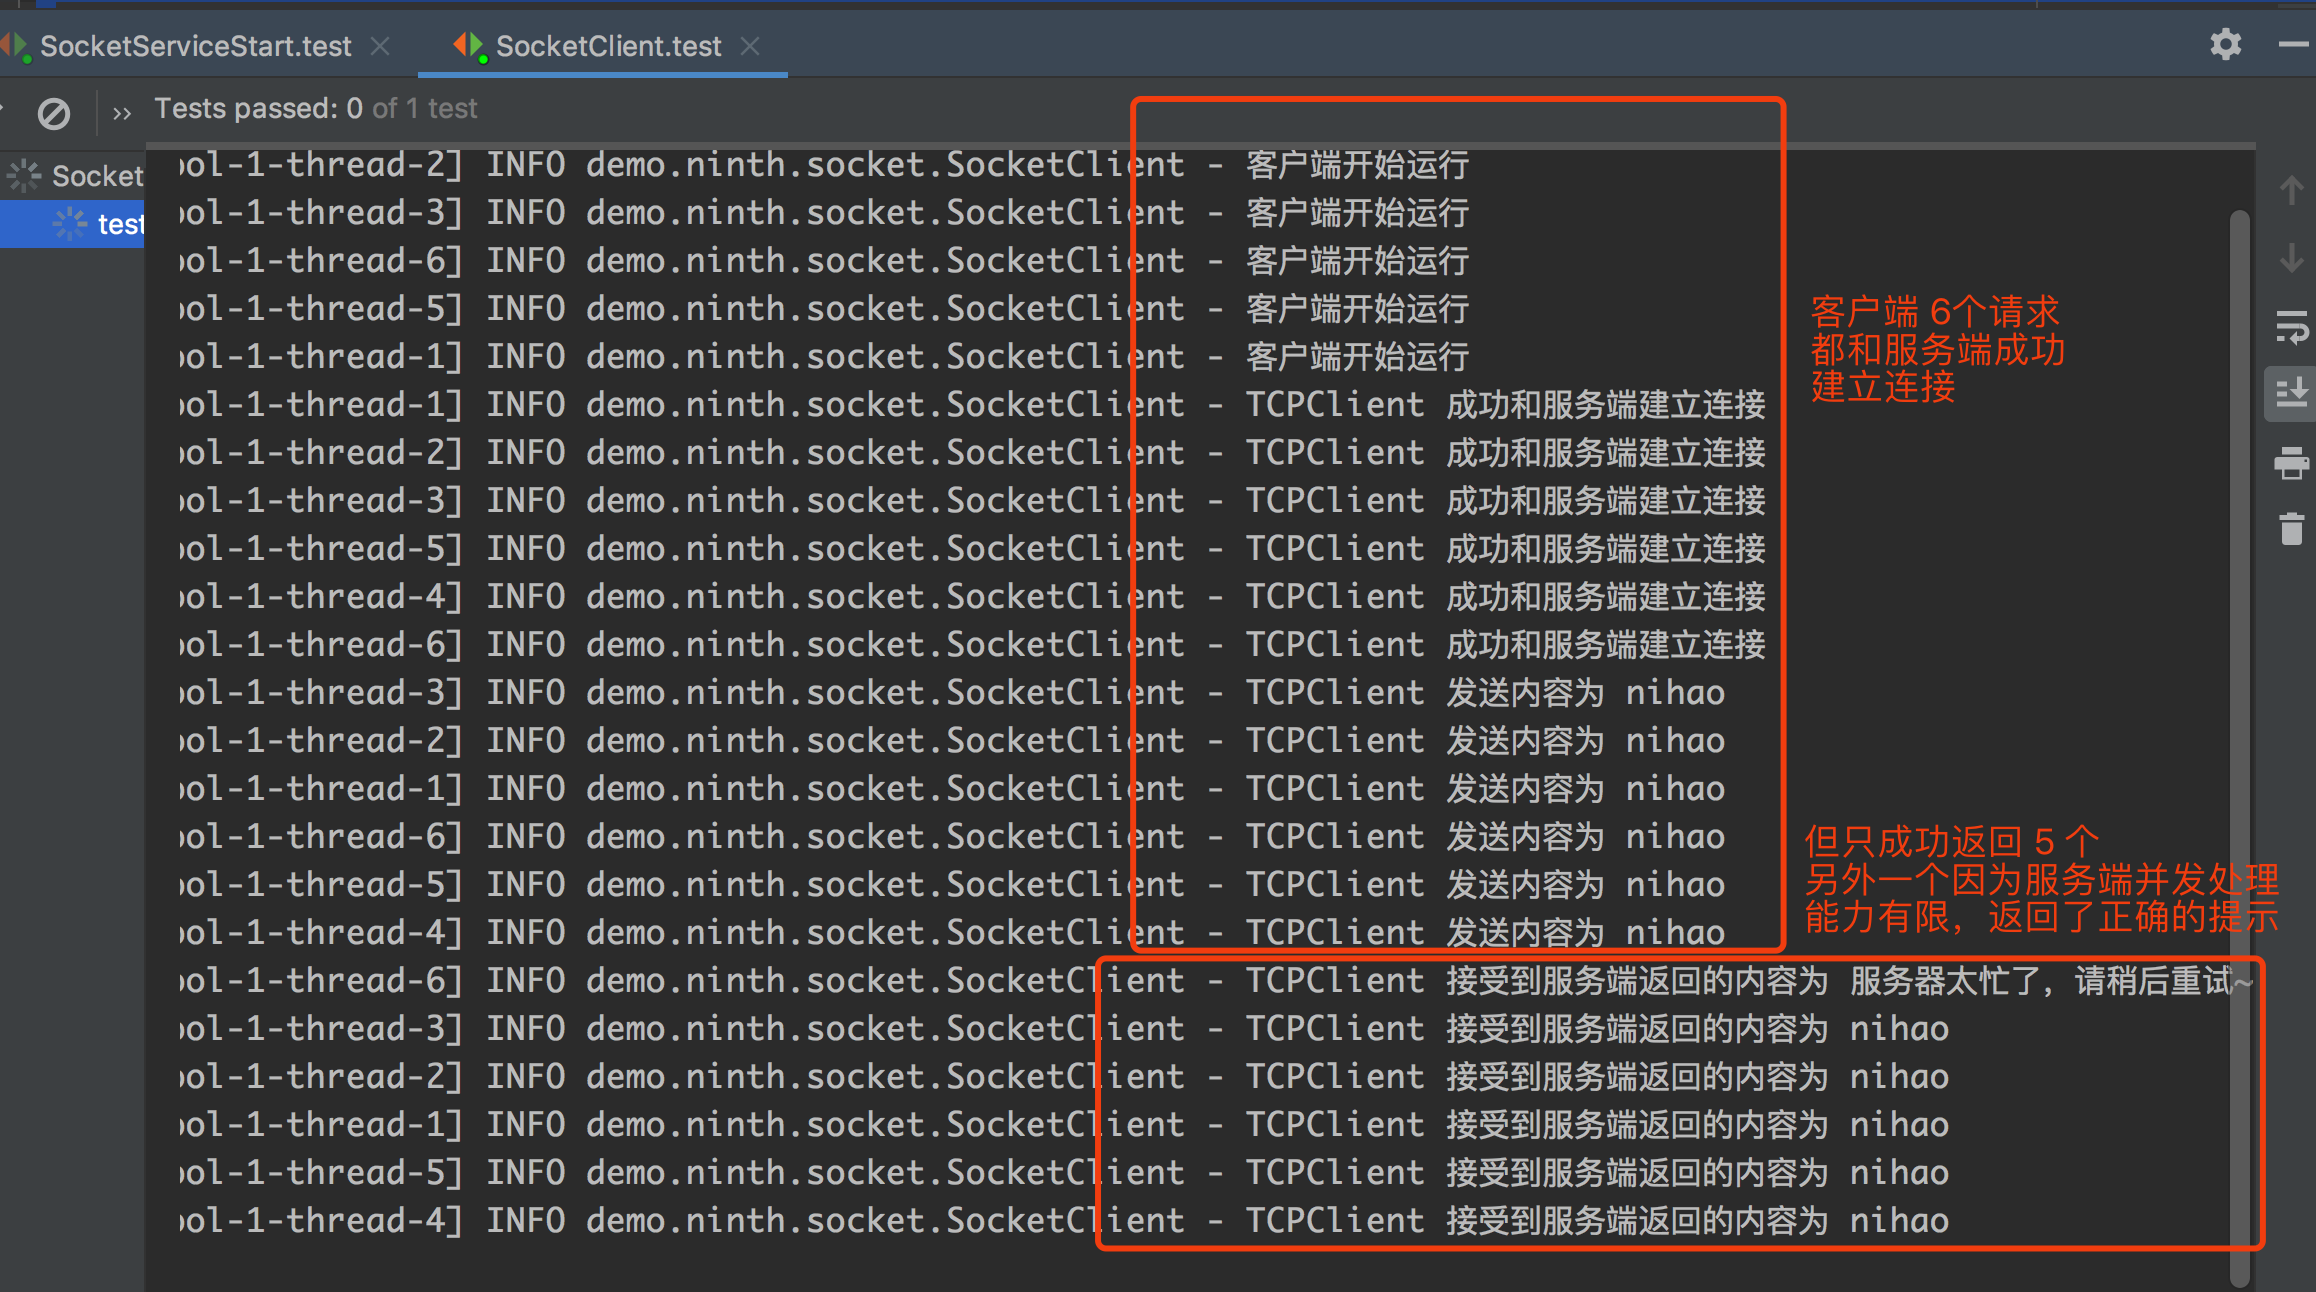 SocketServiceStart.test
SocketClient.test
Tests passed: 0 of 1 test
Socket
test
ool-1-thread-2] INFO demo.ninth.socket.SocketClient - 客户端开始运行
ool-1-thread-3] INFO demo.ninth.socket.SocketClient - 客户端开始运行
ool-1-thread-6] INFO demo.ninth.socket.SocketClient - 客户端开始运行
ool-1-thread-5] INFO demo.ninth.socket.SocketClient - 客户端开始运行
ool-1-thread-1] INFO demo.ninth.socket.SocketClient - 客户端开始运行
ool-1-thread-1] INFO demo.ninth.socket.SocketClient - TCPClient 成功和服务端建立连接
ool-1-thread-2] INFO demo.ninth.socket.SocketClient - TCPClient 成功和服务端建立连接
ool-1-thread-3] INFO demo.ninth.socket.SocketClient - TCPClient 成功和服务端建立连接
ool-1-thread-5] INFO demo.ninth.socket.SocketClient - TCPClient 成功和服务端建立连接
ool-1-thread-4] INFO demo.ninth.socket.SocketClient - TCPClient 成功和服务端建立连接
ool-1-thread-6] INFO demo.ninth.socket.SocketClient - TCPClient 成功和服务端建立连接
ool-1-thread-3] INFO demo.ninth.socket.SocketClient - TCPClient 发送内容为 nihao
ool-1-thread-2] INFO demo.ninth.socket.SocketClient - TCPClient 发送内容为 nihao
ool-1-thread-1] INFO demo.ninth.socket.SocketClient - TCPClient 发送内容为 nihao
ool-1-thread-6] INFO demo.ninth.socket.SocketClient - TCPClient 发送内容为 nihao
ool-1-thread-5] INFO demo.ninth.socket.SocketClient - TCPClient 发送内容为 nihao
ool-1-thread-4] INFO demo.ninth.socket.SocketClient - TCPClient 发送内容为 nihao
ool-1-thread-6] INFO demo.ninth.socket.SocketClient - TCPClient 接受到服务端返回的内容为 服务器太忙了，请稍后重试~
ool-1-thread-3] INFO demo.ninth.socket.SocketClient - TCPClient 接受到服务端返回的内容为 nihao
ool-1-thread-2] INFO demo.ninth.socket.SocketClient - TCPClient 接受到服务端返回的内容为 nihao
ool-1-thread-1] INFO demo.ninth.socket.SocketClient - TCPClient 接受到服务端返回的内容为 nihao
ool-1-thread-5] INFO demo.ninth.socket.SocketClient - TCPClient 接受到服务端返回的内容为 nihao
ool-1-thread-4] INFO demo.ninth.socket.SocketClient - TCPClient 接受到服务端返回的内容为 nihao
客户端 6个请求
都和服务端成功
建立连接
但只成功返回 5 个
另外一个因为服务端并发处理
能力有限，返回了正确的提示